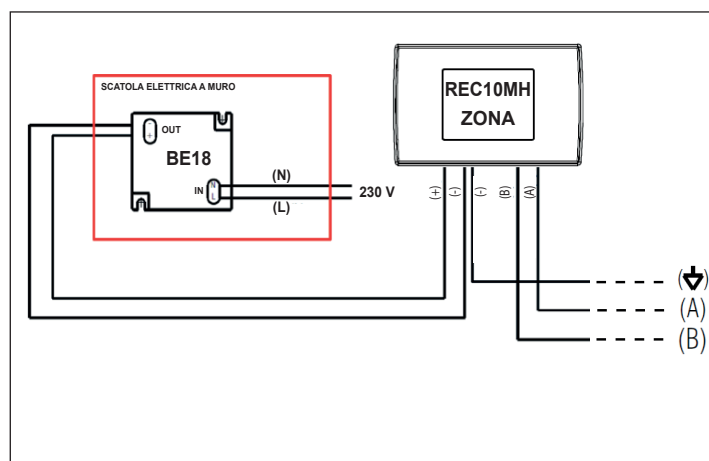 SCATOLA ELETTRICA A MURO
- OUT
+
BE18
IN N
L
(N)
(L)
230 V
REC10MH
ZONA
(+)
(-)
(-)
(B)
(A)
(A)
(B)